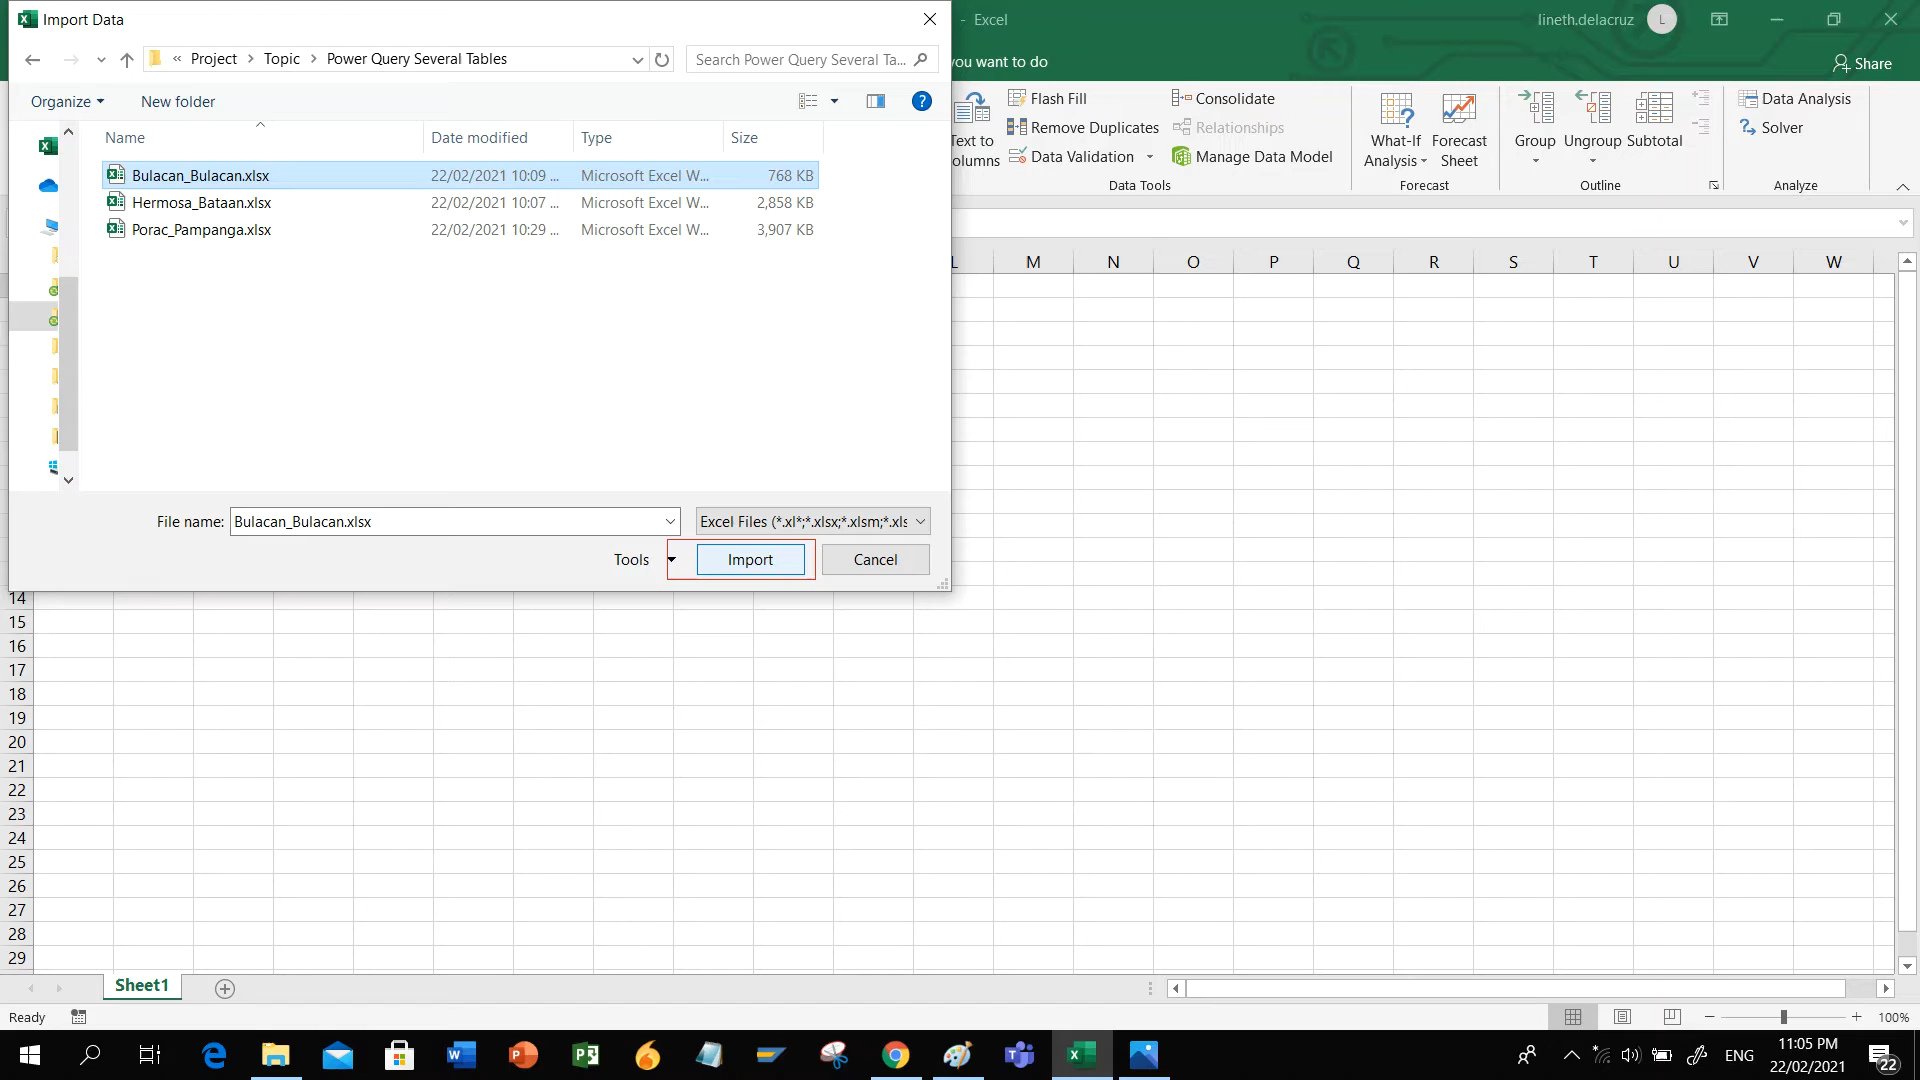 Import Data
- Excel
lineth.delacruz
L
« Project > Topic > Power Query Several Tables
Search Power Query Several Ta...
you want to do
Share
Organize
New folder
?
Name
Date modified
Type
Size
Bulacan_Bulacan.xlsx 22/02/2021 10:09 ... Microsoft Excel W... 768 KB
Hermosa_Bataan.xlsx 22/02/2021 10:07 ... Microsoft Excel W... 2,858 KB
Porac_Pampanga.xlsx 22/02/2021 10:29 ... Microsoft Excel W... 3,907 KB
File name: Bulacan_Bulacan.xlsx
Excel Files (*.xl*;*.xlsx;*.xlsm;*.xls
Tools
Import
Cancel
Text to
olumns
Flash Fill
Remove Duplicates
Data Validation
Consolidate
Relationships
Manage Data Model
Data Tools
What-If
Analysis
Forecast
Sheet
Forecast
Group
Ungroup
Subtotal
Outline
Data Analysis
Solver
Analyze
L M N O P Q R S T U V W
14
15
16
17
18
19
20
21
22
23
24
25
26
27
28
29
Sheet1
Ready
100%
ENG
11:05 PM
22/02/2021
22